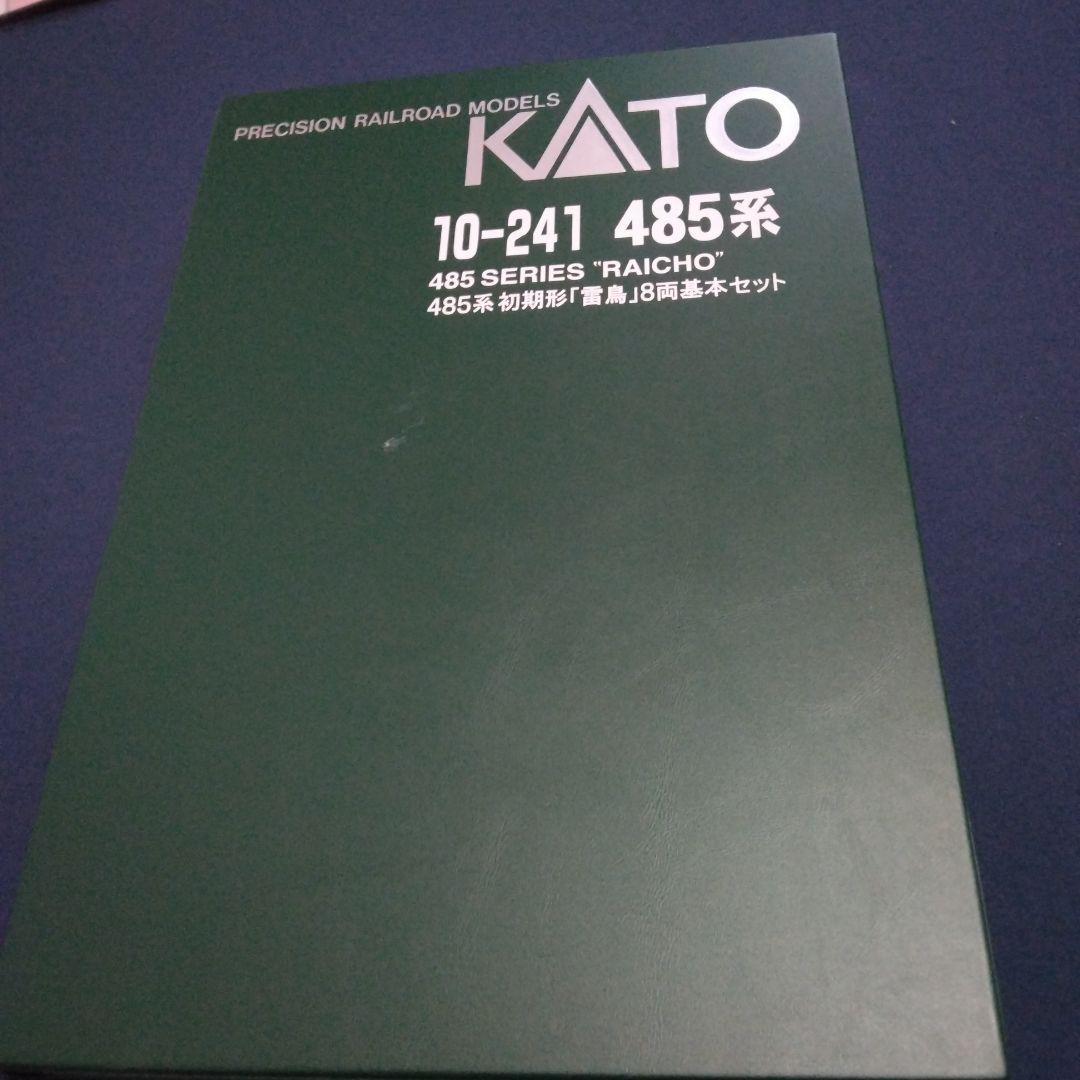 PRECISION RAILROAD MODELS KATO
10-241 485系
485 SERIES "RAICHO"
485系初期形「雷鳥」8両基本セット